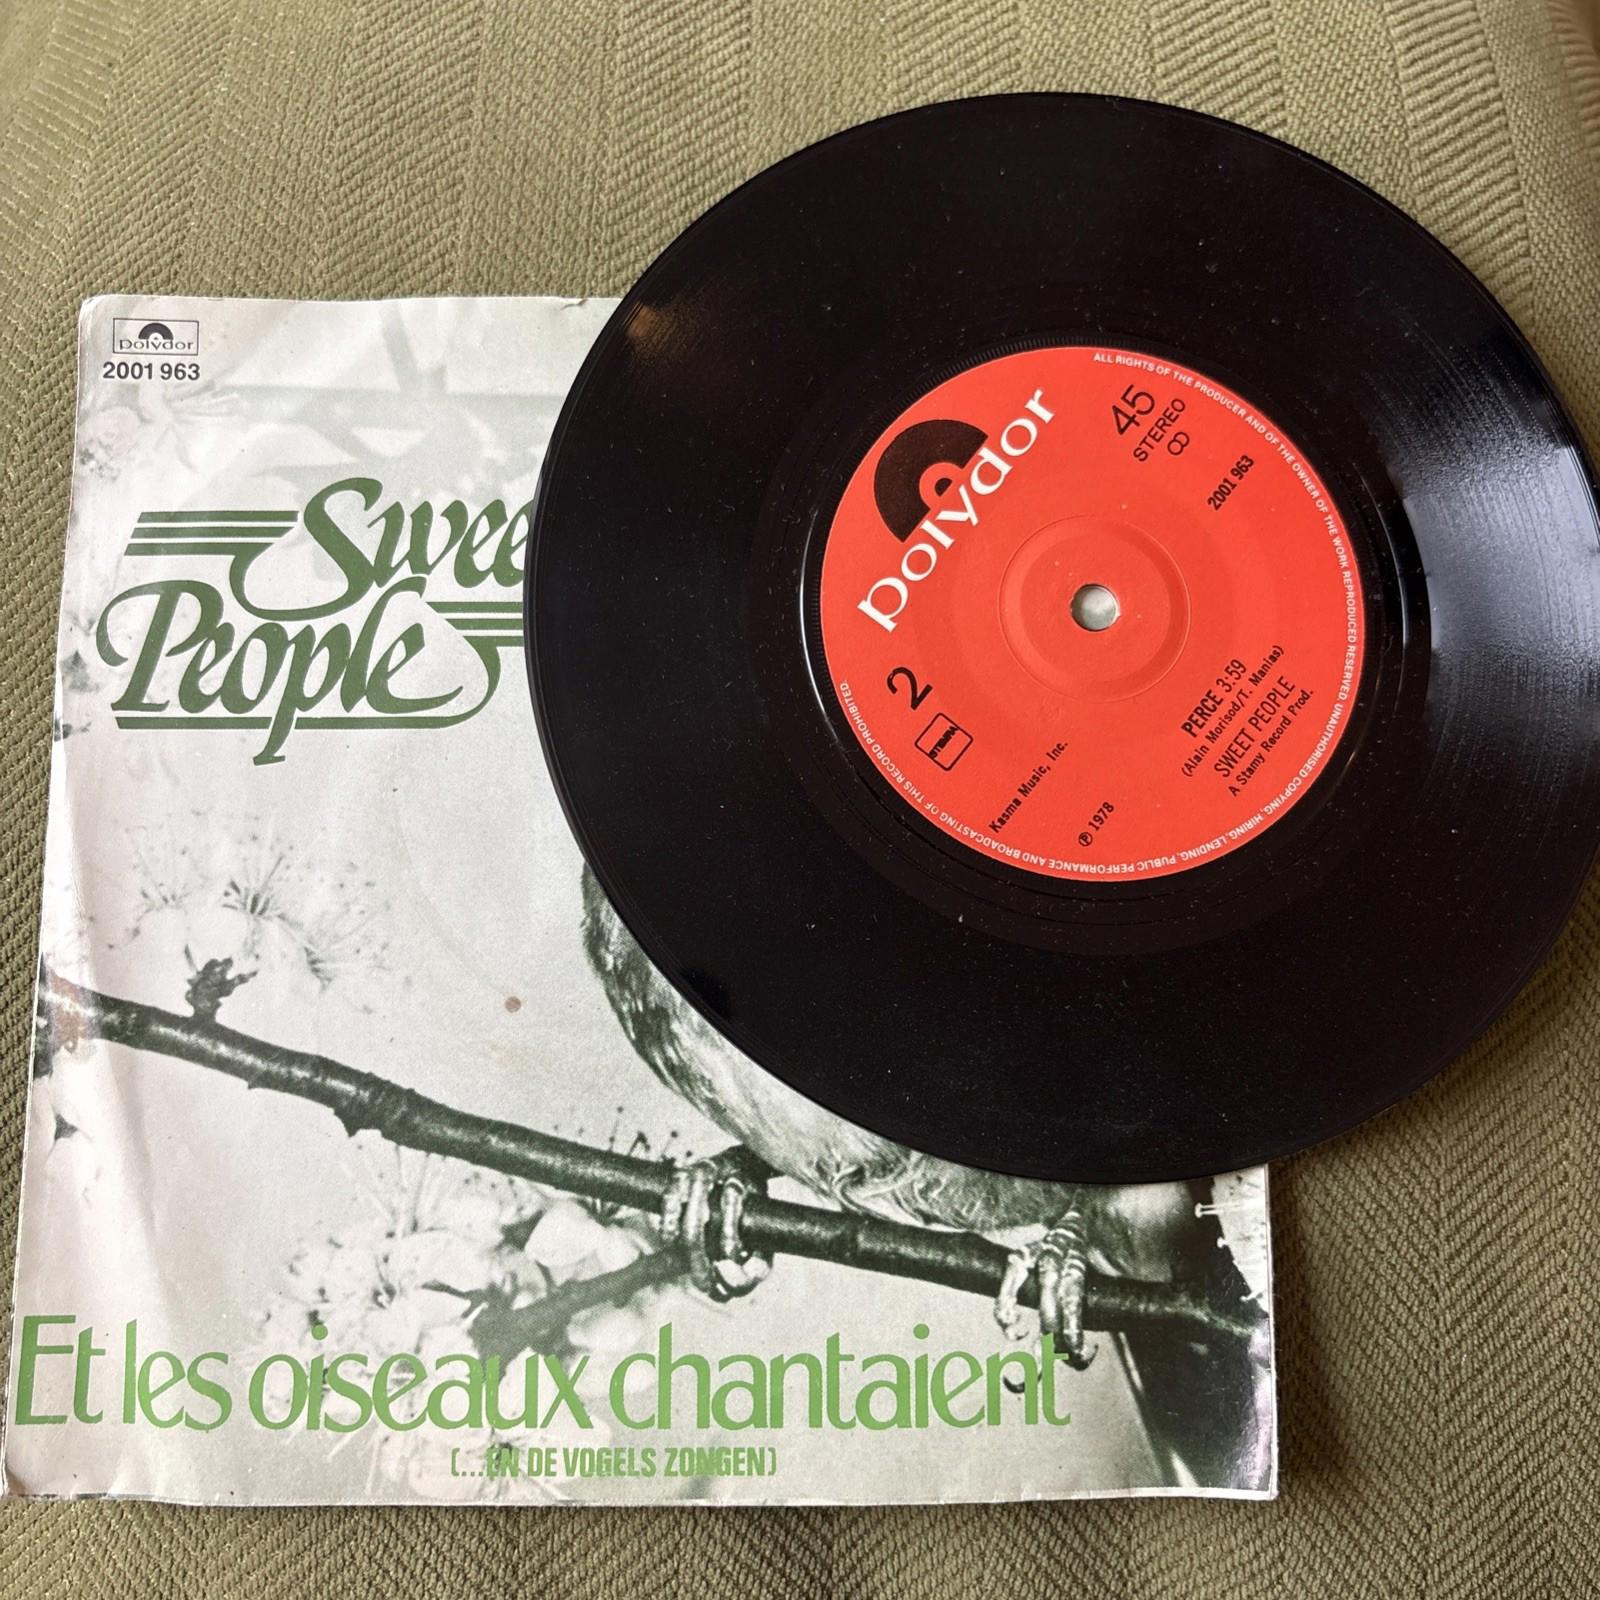 polydor
2001 963
Swee
People
Et les oiseaux chantaient
(...EN DE VOGELS ZONGEN)
ALL RIGHTS OF THE PRODUCER AND OF THE OWNER OF THE WORK REPRODUCED RESERVED UNAUTHORISED COPYING, HIRING, LENDING, PUBLIC PERFORMANCE AND BROADCASTING OF THIS RECORD PROHIBITED.
polydor
45
STEREO
2001 963
2
STEMRA
PERCE 3:59
(Alain Morisod/T. Manias)
SWEET PEOPLE
A Stamy Record Prod.
Kasma Music, Inc.
℗ 1978